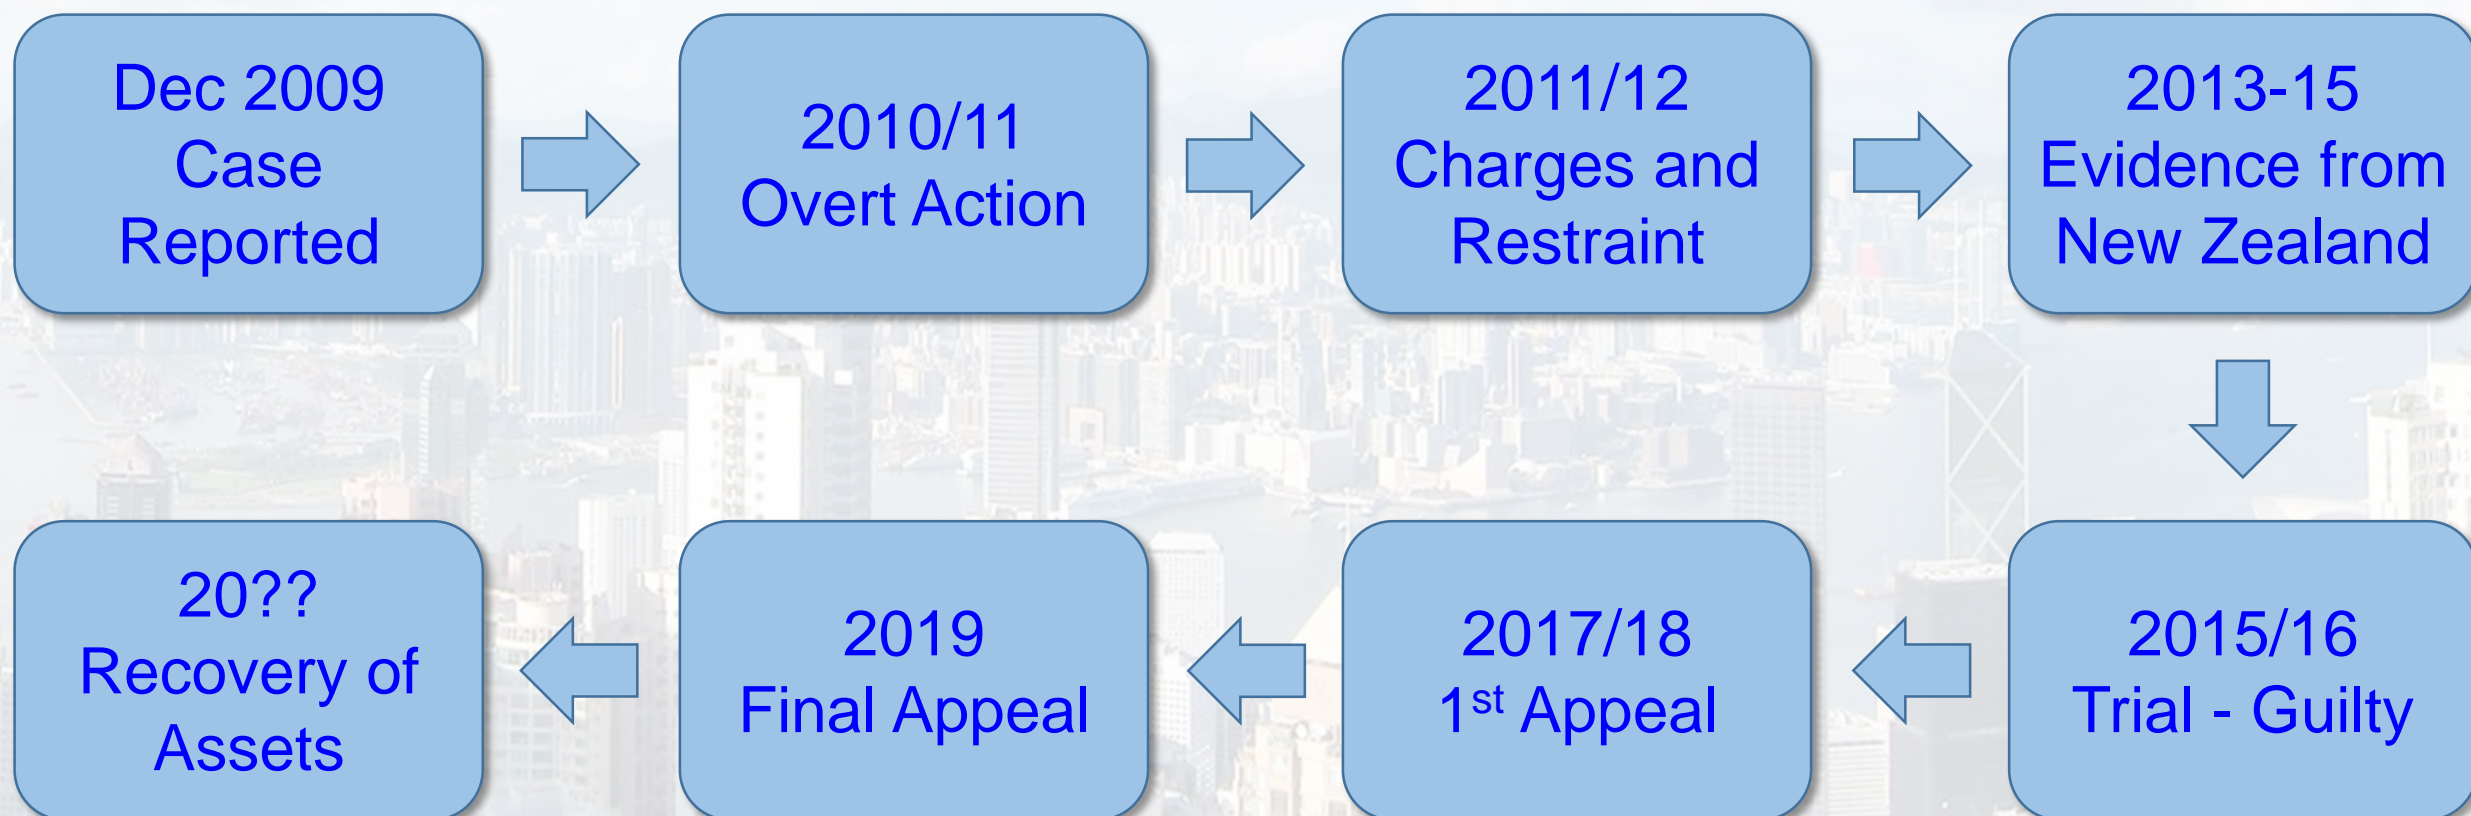 Dec 2009
Case
Reported
2010/11
Overt Action
2011/12
Charges and
Restraint
2013-15
Evidence from
New Zealand
2015/16
Trial - Guilty
2017/18
1st Appeal
2019
Final Appeal
20??
Recovery of
Assets